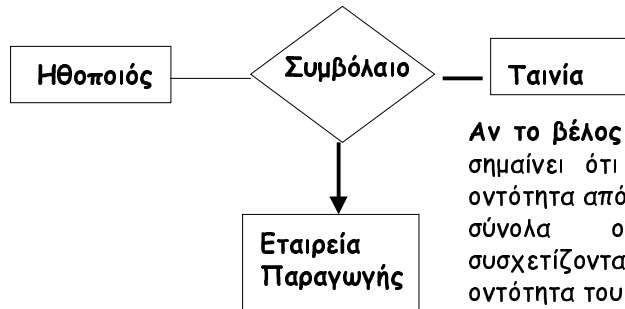 Ηθοποιός
Συμβόλαιο
Ταινία
Αν το βέλος
σημαίνει ότι
οντότητα από
σύνολα ο
συσχετίζοντα
οντότητα του
Εταιρεία
Παραγωγής